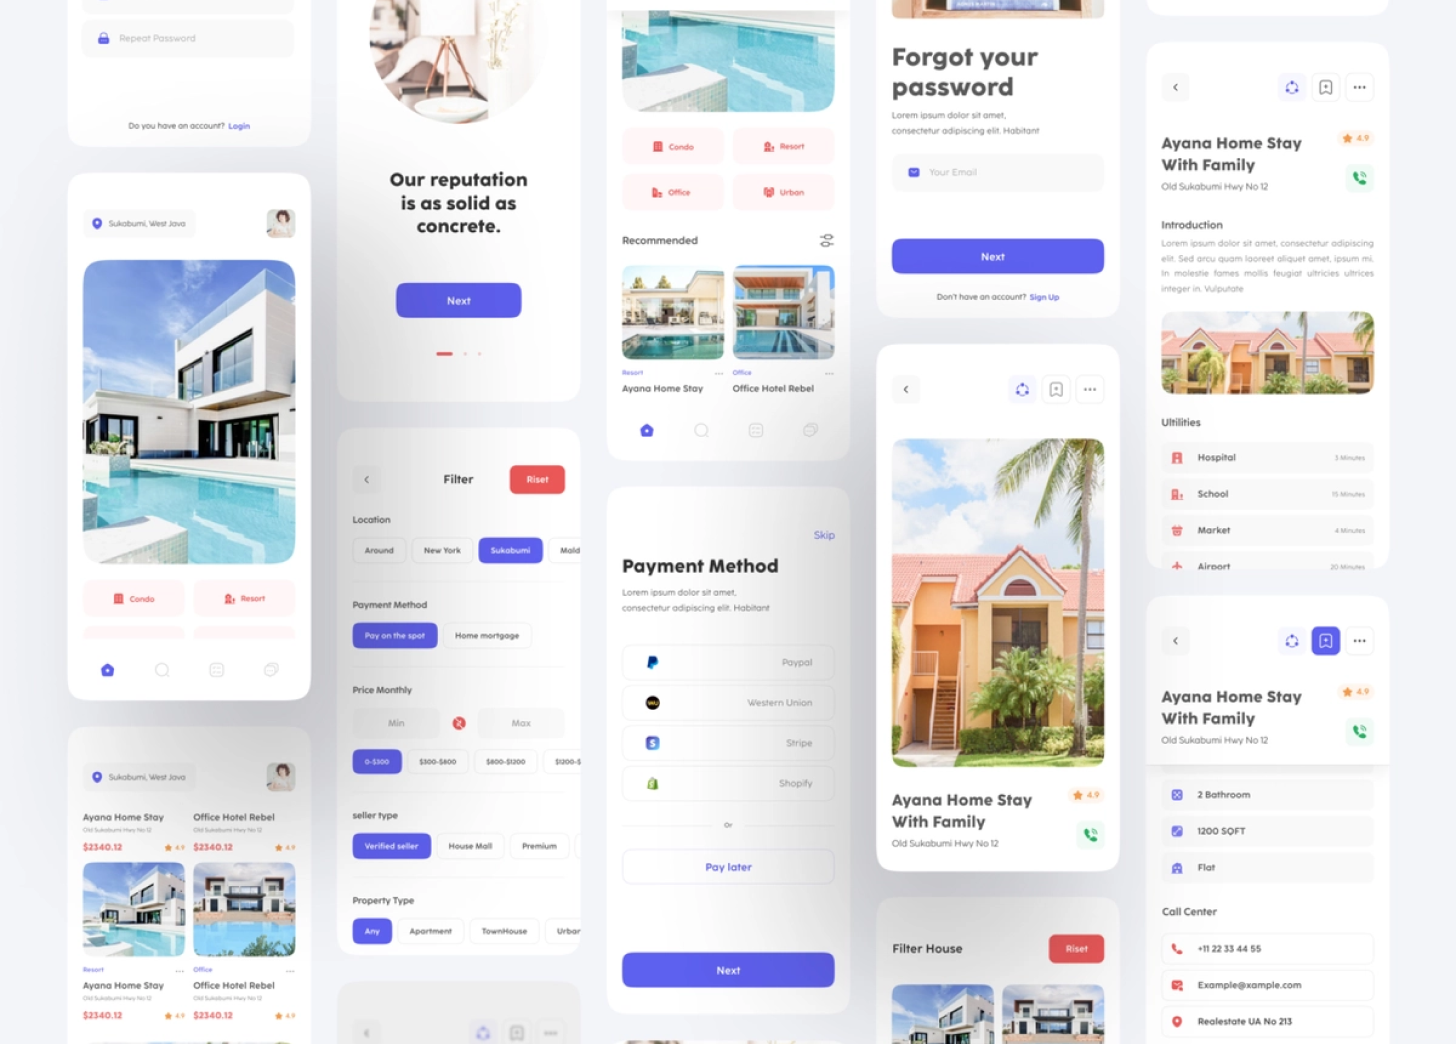 Repeat Password
Do you have an account? Login
Sukabumi, West Java
Condo
Resort
Sukabumi, West Java
Ayana Home Stay
Office Hotel Rebel
Old Sukabumi Hwy No 12
Old Sukabumi Hwy No 12
$2340.12
4.9
$2340.12
4.9
Resort
Office
Ayana Home Stay
Office Hotel Rebel
Old Sukabumi Hwy No 12
Old Sukabumi Hwy No 12
$2340.12
4.9
$2340.12
4.9
Our reputation
is as solid as
concrete.
Next
Filter
Riset
Location
Around
New York
Sukabumi
Mald
Payment Method
Pay on the spot
Home mortgage
Price Monthly
Min
Max
0-$300
$300-$800
$800-$1200
$1200-$
seller type
Verified seller
House Mall
Premium
Property Type
Any
Apartment
TownHouse
Urban
Condo
Resort
Office
Urban
Recommended
Resort
Office
Ayana Home Stay
Office Hotel Rebel
Skip
Payment Method
Lorem ipsum dolor sit amet,
consectetur adipiscing elit. Habitant
Paypal
WU
Western Union
S
Stripe
Shopify
Or
Pay later
Next
Forgot your
password
Lorem ipsum dolor sit amet,
consectetur adipiscing elit. Habitant
Your Email
Next
Don't have an account? Sign Up
Ayana Home Stay
With Family
4.9
Old Sukabumi Hwy No 12
Filter House
Riset
Ayana Home Stay
With Family
4.9
Old Sukabumi Hwy No 12
Introduction
Lorem ipsum dolor sit amet, consectetur adipiscing
elit. Sed arcu quam laoreet aliquet amet, ipsum mi.
In molestie fames mollis feugiat ultricies ultrices
integer in. Vulputate
Ultilities
Hospital
3 Minutes
School
15 Minutes
Market
4 Minutes
Airport
20 Minutes
Ayana Home Stay
With Family
4.9
Old Sukabumi Hwy No 12
2 Bathroom
1200 SQFT
Flat
Call Center
+11 22 33 44 55
Example@xample.com
Realestate UA No 213